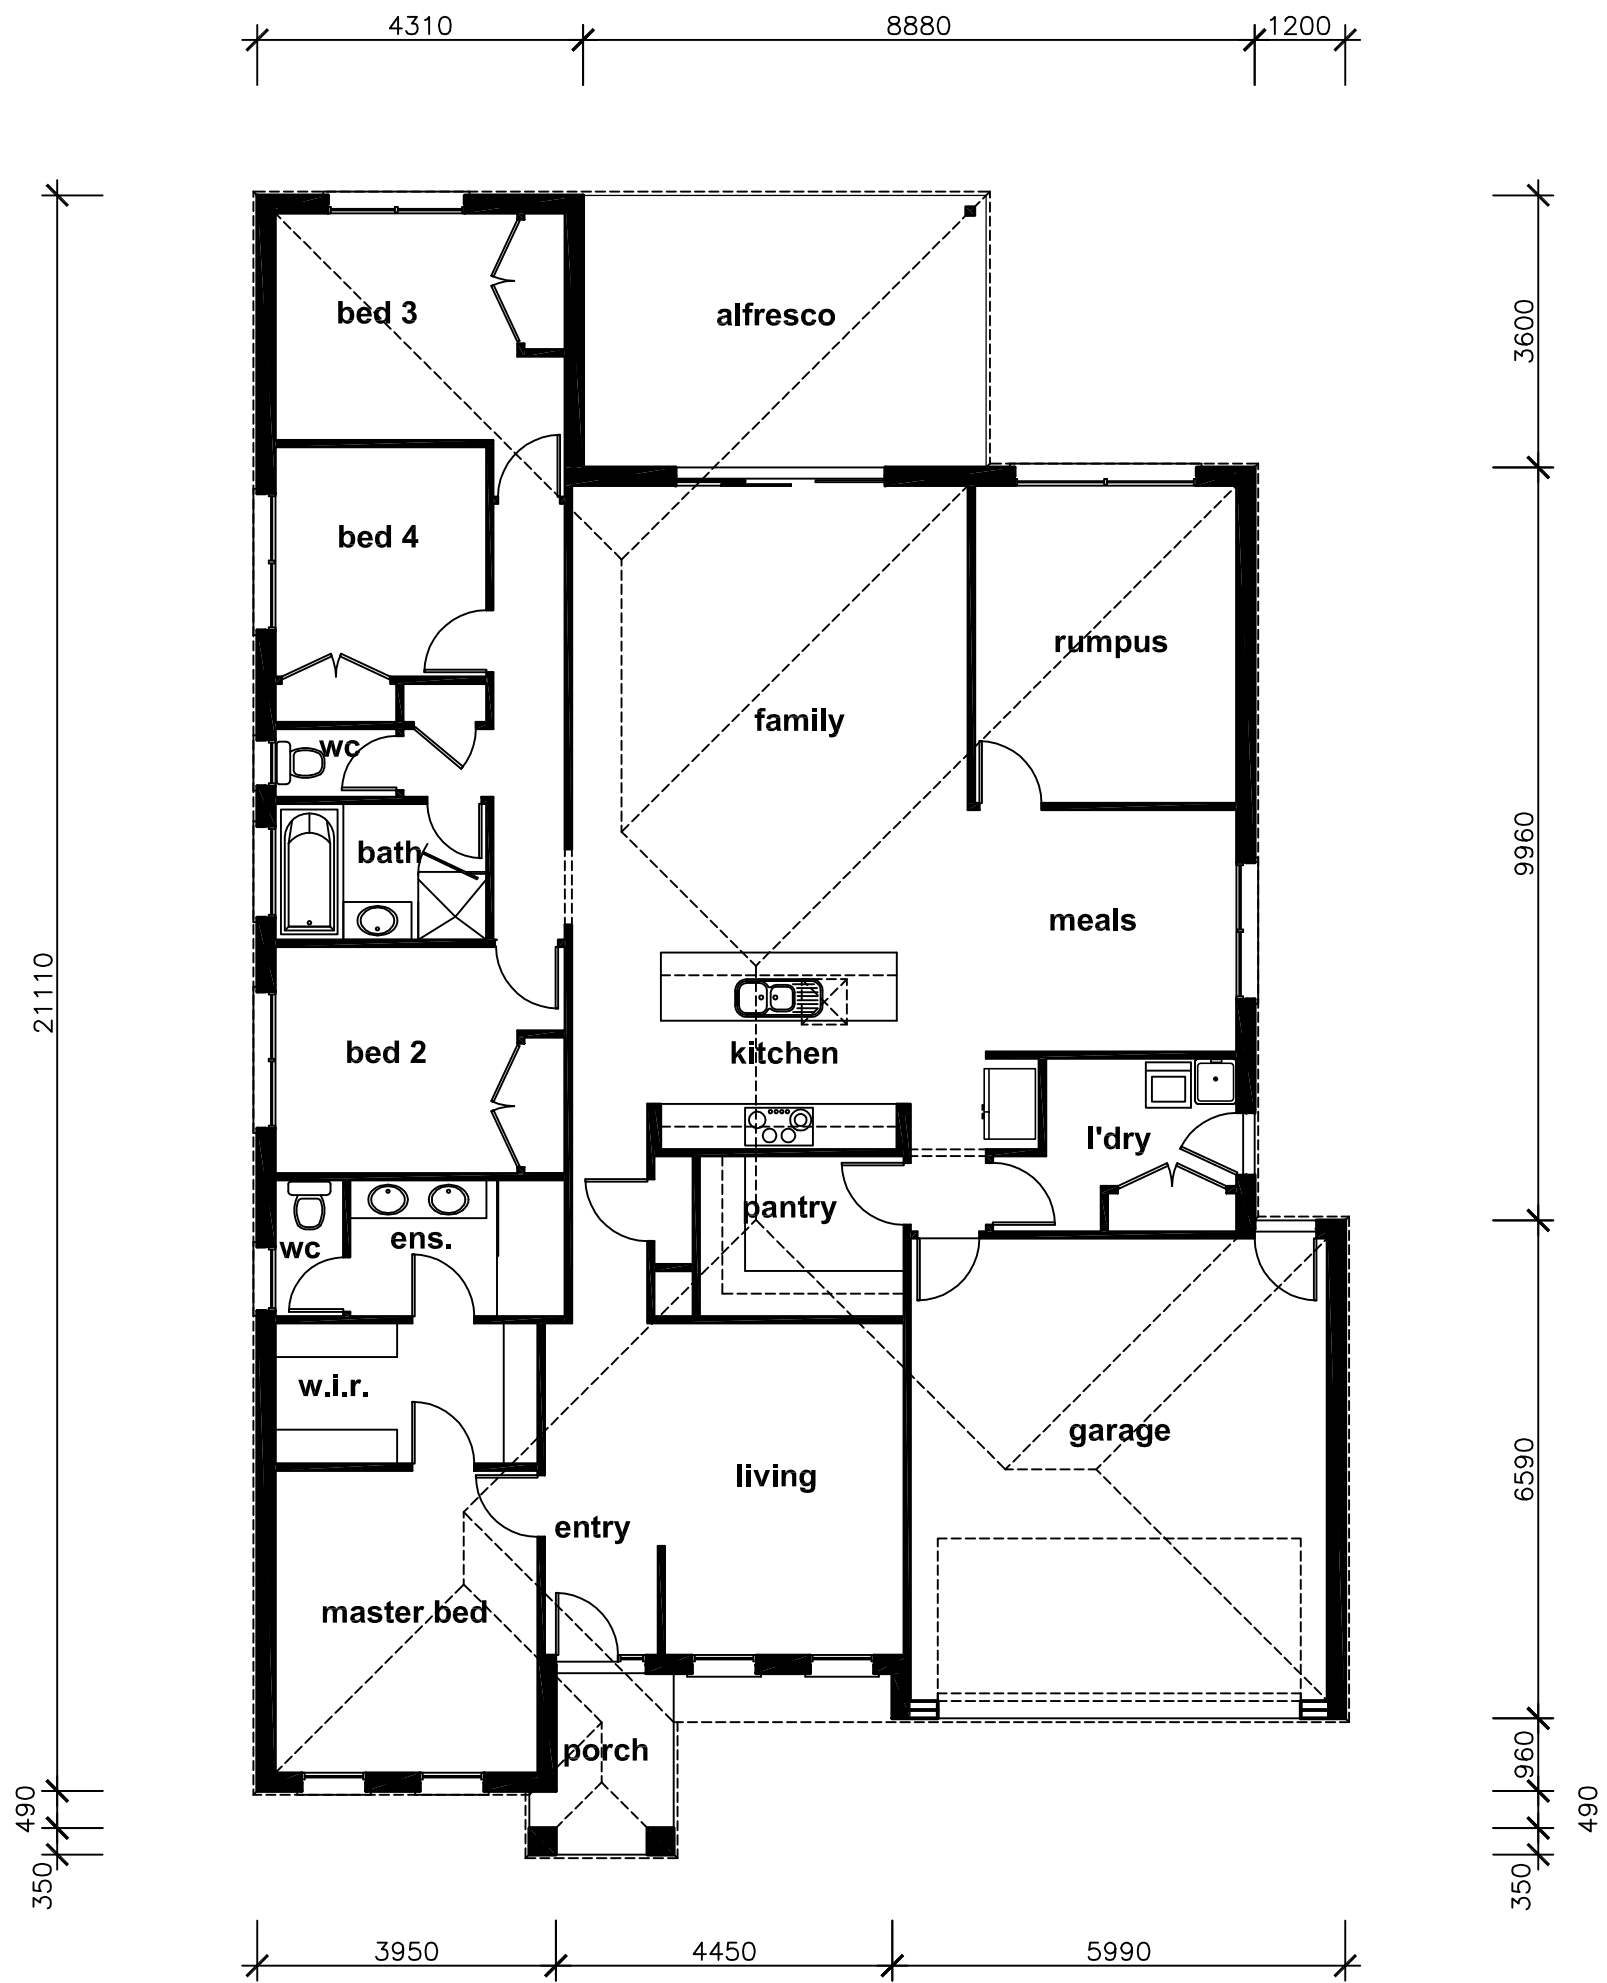 4310
8880
1200
bed 3
alfresco
3600
bed 4
rumpus
family
wc
bath
9960
meals
21110
bed 2
kitchen
l'dry
pantry
wc
ens.
w.i.r.
garage
living
6590
entry
master bed
porch
960
490
490
350
350
3950
4450
5990